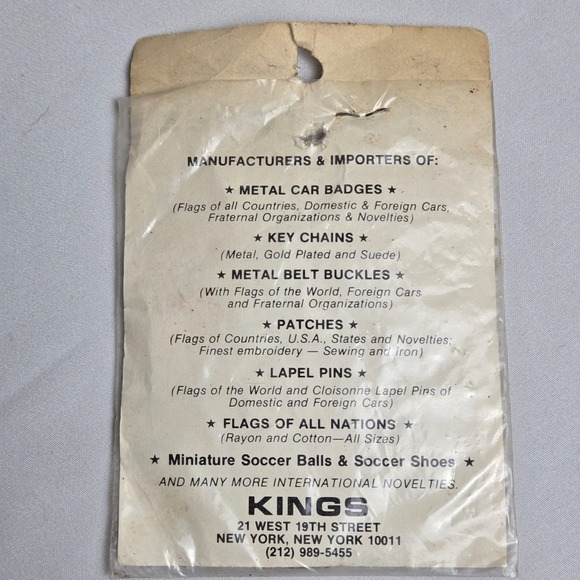 MANUFACTURERS & IMPORTERS OF:
★ METAL CAR BADGES ★
(Flags of all Countries, Domestic & Foreign Cars,
Fraternal Organizations & Novelties)
★ KEY CHAINS ★
(Metal, Gold Plated and Suede)
★ METAL BELT BUCKLES ★
(With Flags of the World, Foreign Cars
and Fraternal Organizations)
★ PATCHES ★
(Flags of Countries, U.S.A., States and Novelties;
Finest embroidery — Sewing and Iron)
★ LAPEL PINS ★
(Flags of the World and Cloisonne Lapel Pins of
Domestic and Foreign Cars)
★ FLAGS OF ALL NATIONS ★
(Rayon and Cotton—All Sizes)
★ Miniature Soccer Balls & Soccer Shoes ★
AND MANY MORE INTERNATIONAL NOVELTIES.
KINGS
21 WEST 19TH STREET
NEW YORK, NEW YORK 10011
(212) 989-5455